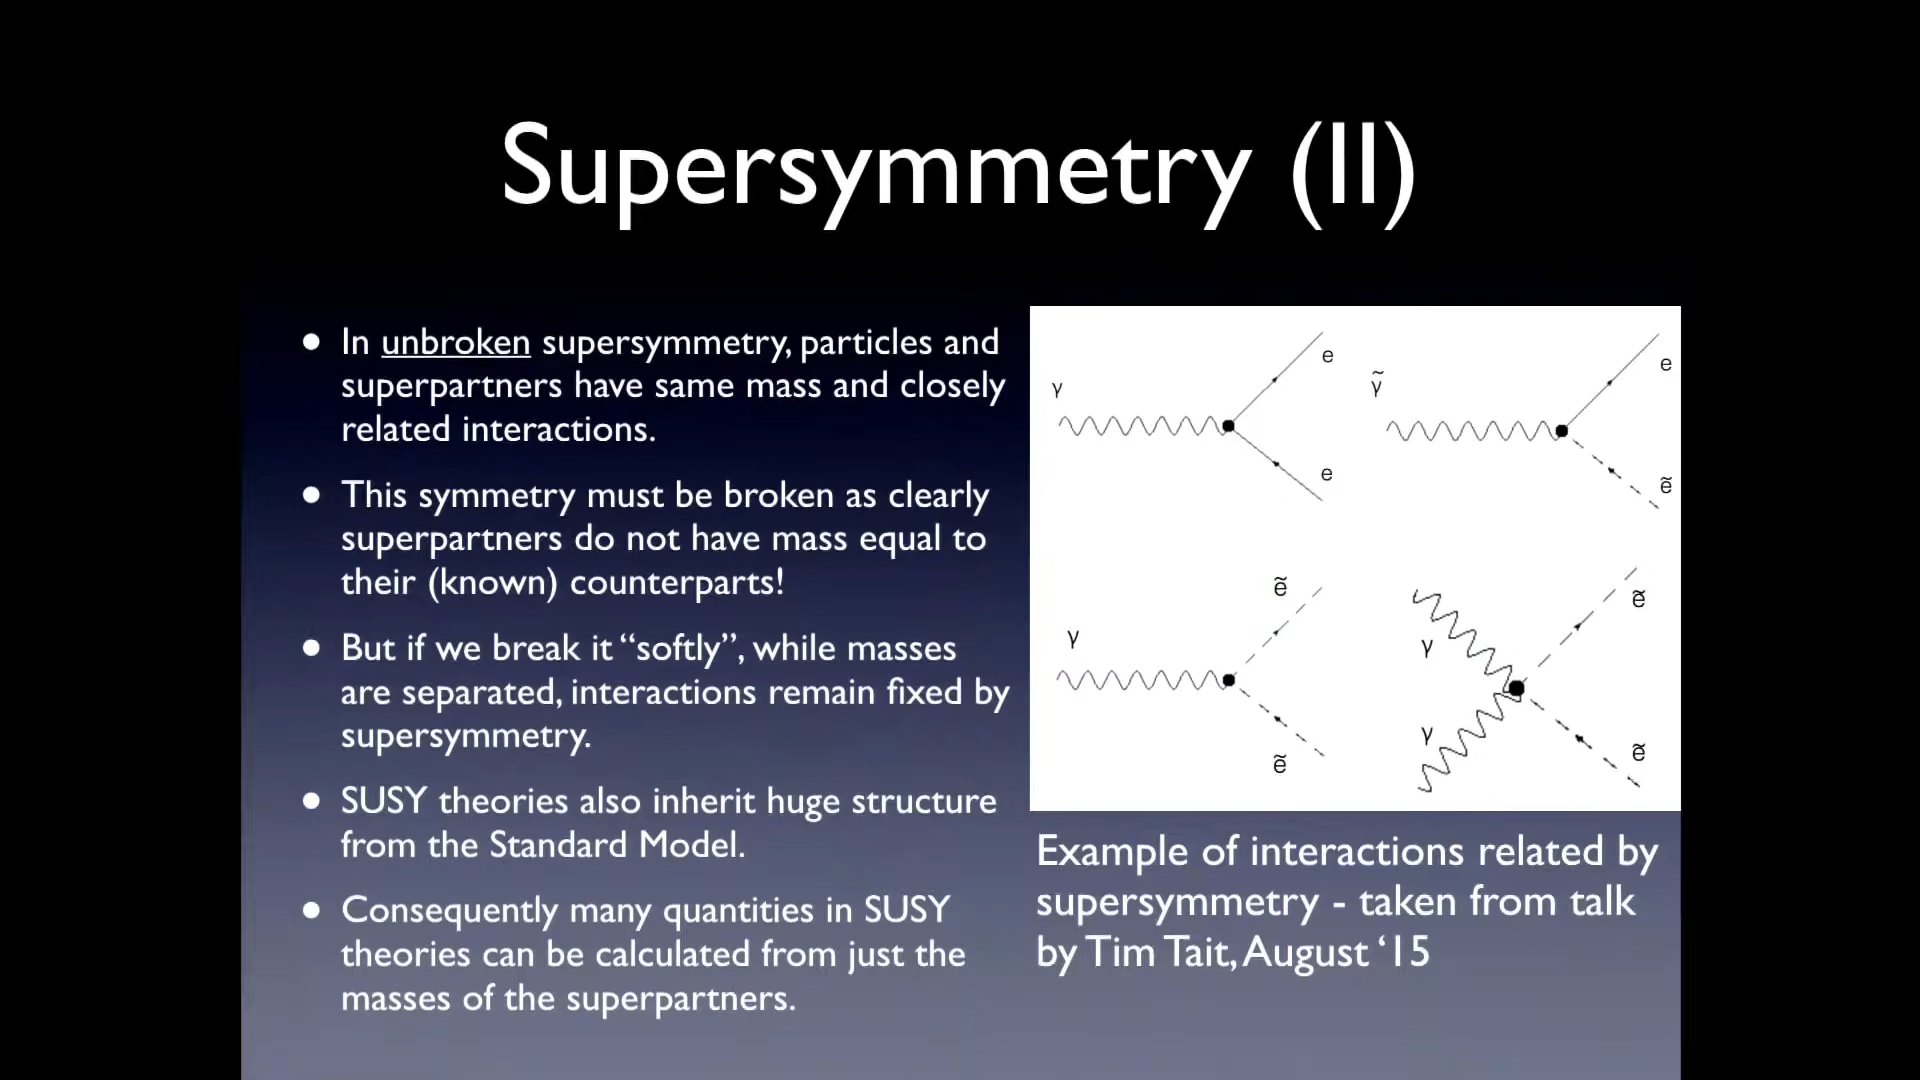 Supersymmetry (II)
• In unbroken supersymmetry, particles and
superpartners have same mass and closely
related interactions.
• This symmetry must be broken as clearly
superpartners do not have mass equal to
their (known) counterparts!
• But if we break it “softly”, while masses
are separated, interactions remain fixed by
supersymmetry.
• SUSY theories also inherit huge structure
from the Standard Model.
• Consequently many quantities in SUSY
theories can be calculated from just the
masses of the superpartners.
γ
e
e
γ̃
e
ẽ
γ
ẽ
ẽ
γ
γ
ẽ
ẽ
Example of interactions related by
supersymmetry - taken from talk
by Tim Tait, August ‘15